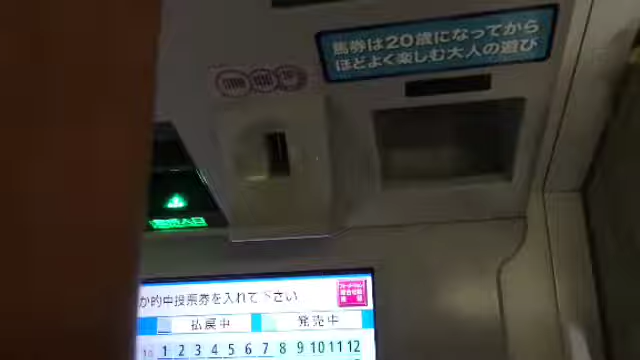 馬券は20歳になってから
ほどよく楽しむ大人の遊び
か的中投票券を入れて下さい
払戻中
発売中
10 1 2 3 4 5 6 7 8 9 10 11 12